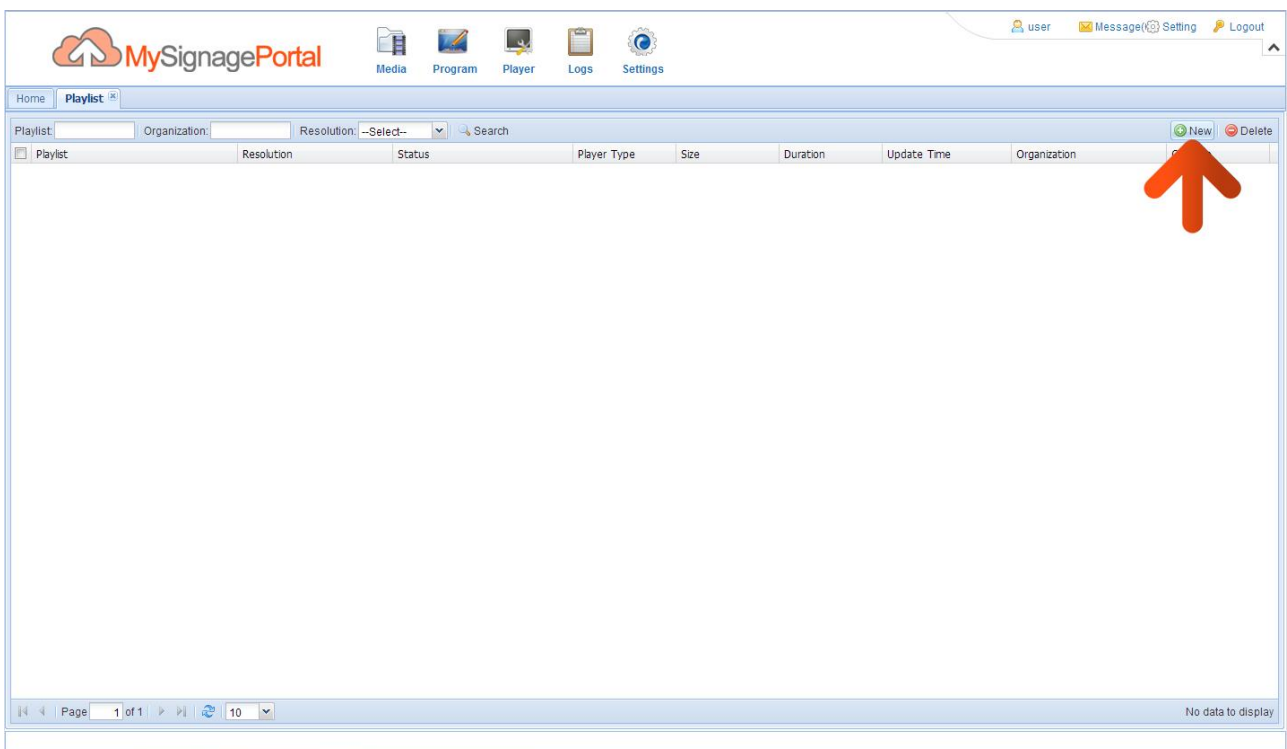 user Message( Setting Logout
MySignagePortal
Media Program Player Logs Settings
Home Playlist
Playlist: Organization: Resolution: --Select-- Search New Delete
Playlist Resolution Status Player Type Size Duration Update Time Organization
Page 1 of 1 10 No data to display